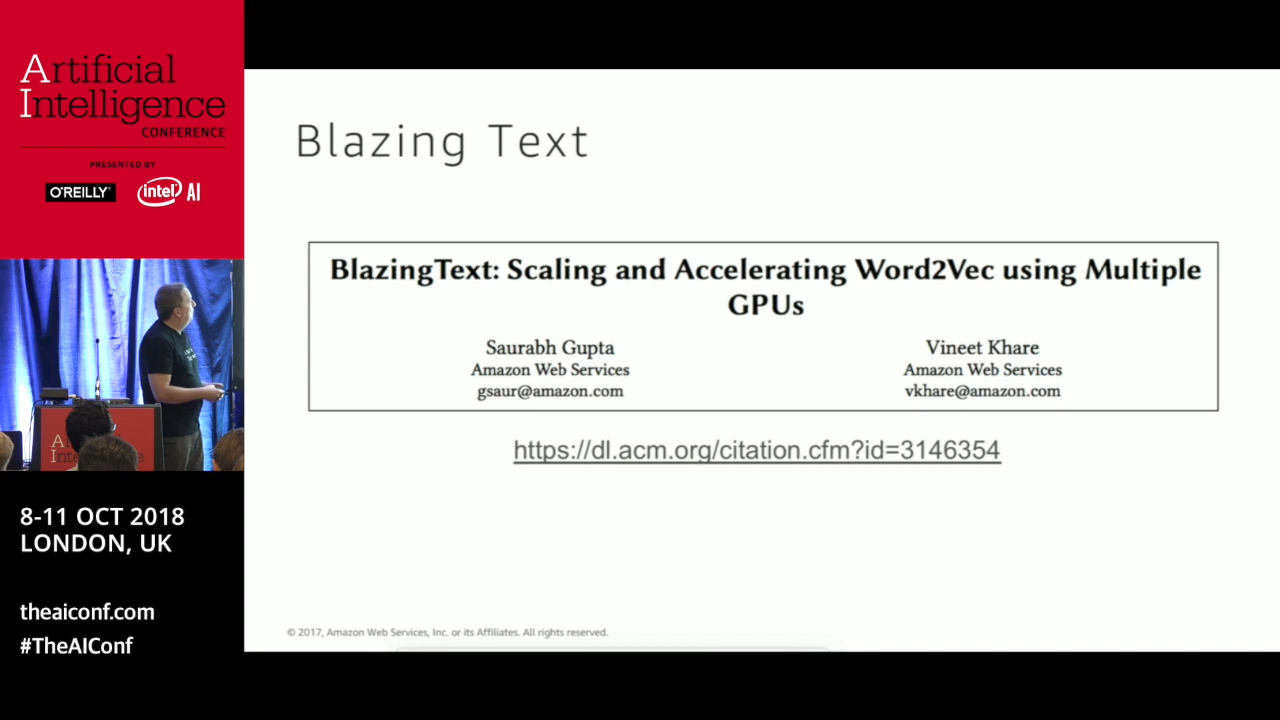 Artificial
Intelligence
CONFERENCE
PRESENTED BY
O'REILLY
intel AI
8-11 OCT 2018
LONDON, UK
theaiconf.com
#TheAIConf
Blazing Text
BlazingText: Scaling and Accelerating Word2Vec using Multiple
GPUs
Saurabh Gupta
Amazon Web Services
gsaur@amazon.com
Vineet Khare
Amazon Web Services
vkhare@amazon.com
https://dl.acm.org/citation.cfm?id=3146354
© 2017, Amazon Web Services, Inc. or its Affiliates. All rights reserved.